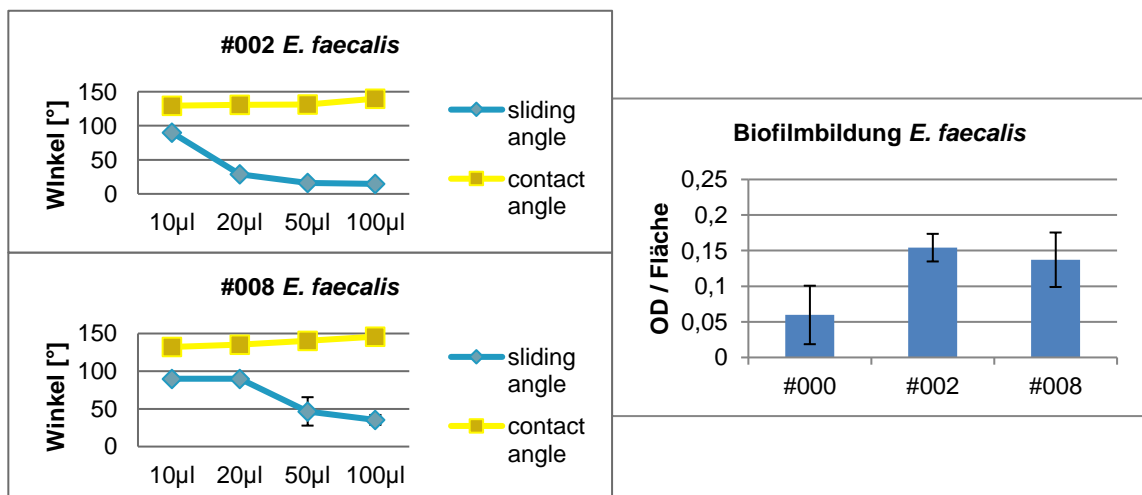 #002 E. faecalis
WInkel [°]
150
100
50
0
10µl 20µl 50µl 100µl
sliding
angle
contact
angle
#008 E. faecalis
Winkel [°]
150
100
50
0
10µl 20µl 50µl 100µl
sliding
angle
contact
angle
Biofilmbildung E. faecalis
OD / Fläche
0,25
0,2
0,15
0,1
0,05
0
#000 #002 #008